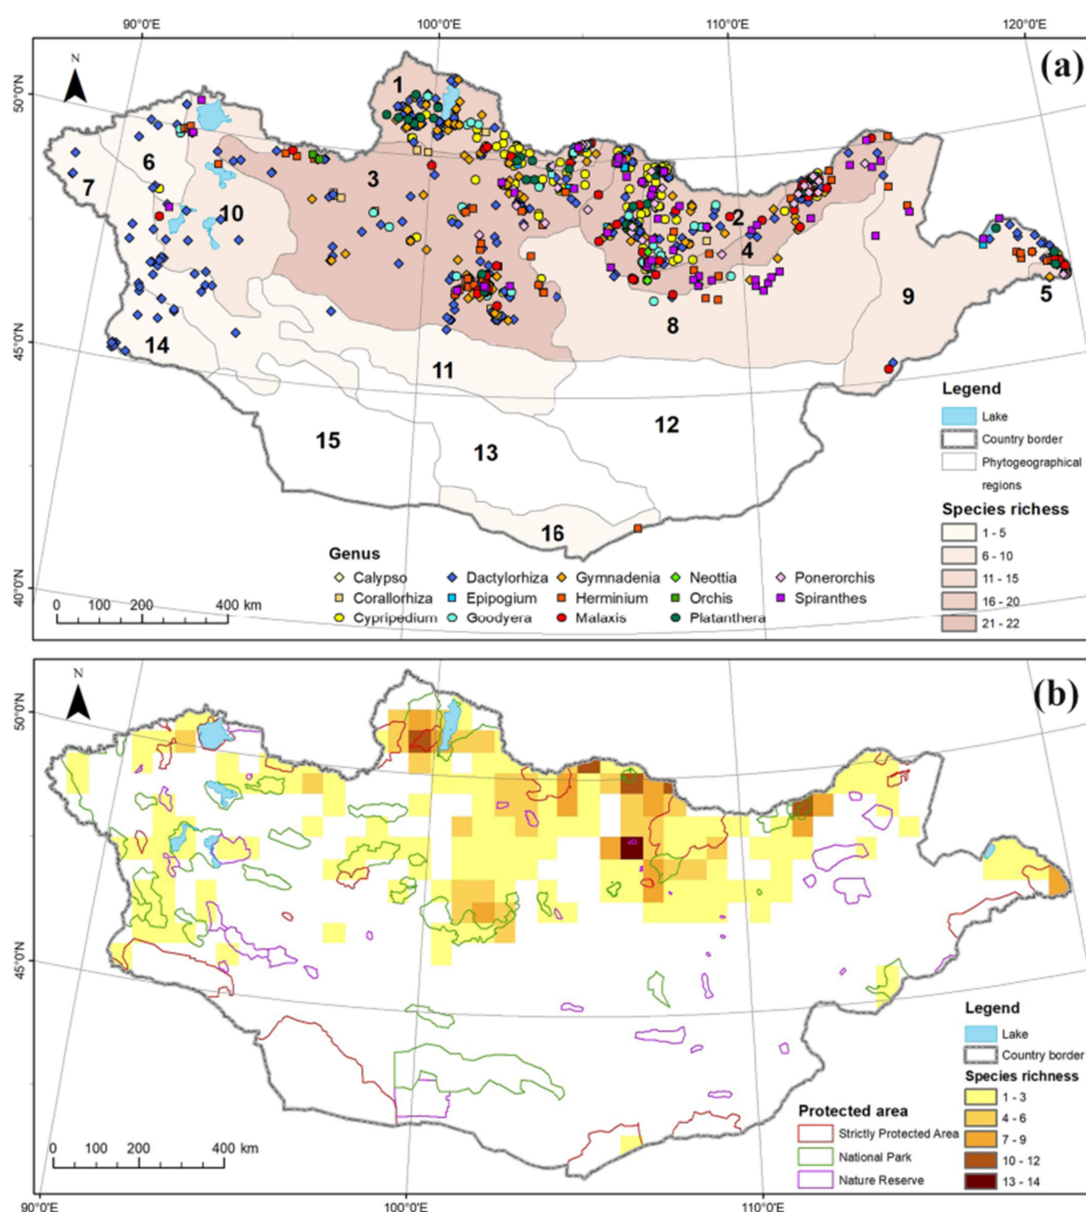 90°0'E 100°0'E 110°0'E 120°0'E
(a)
N
50°N
45°N
40°0'N
1
2
3
4
5
6
7
8
9
10
11
12
13
14
15
16
Legend
Lake
Country border
Phytogeographical
regions
Species richess
1 - 5
6 - 10
11 - 15
16 - 20
21 - 22
Genus
Calypso Dactylorhiza Gymnadenia Neottia Ponerorchis
Corallorhiza Epipogium Herminium Orchis Spiranthes
Cypripedium Goodyera Malaxis Platanthera
0 100 200 400 km
(b)
N
50°N
45°N
Legend
Lake
Country border
Species richness
1 - 3
4 - 6
7 - 9
10 - 12
13 - 14
Protected area
Strictly Protected Area
National Park
Nature Reserve
0 100 200 400 km
90°0'E 100°0'E 110°0'E